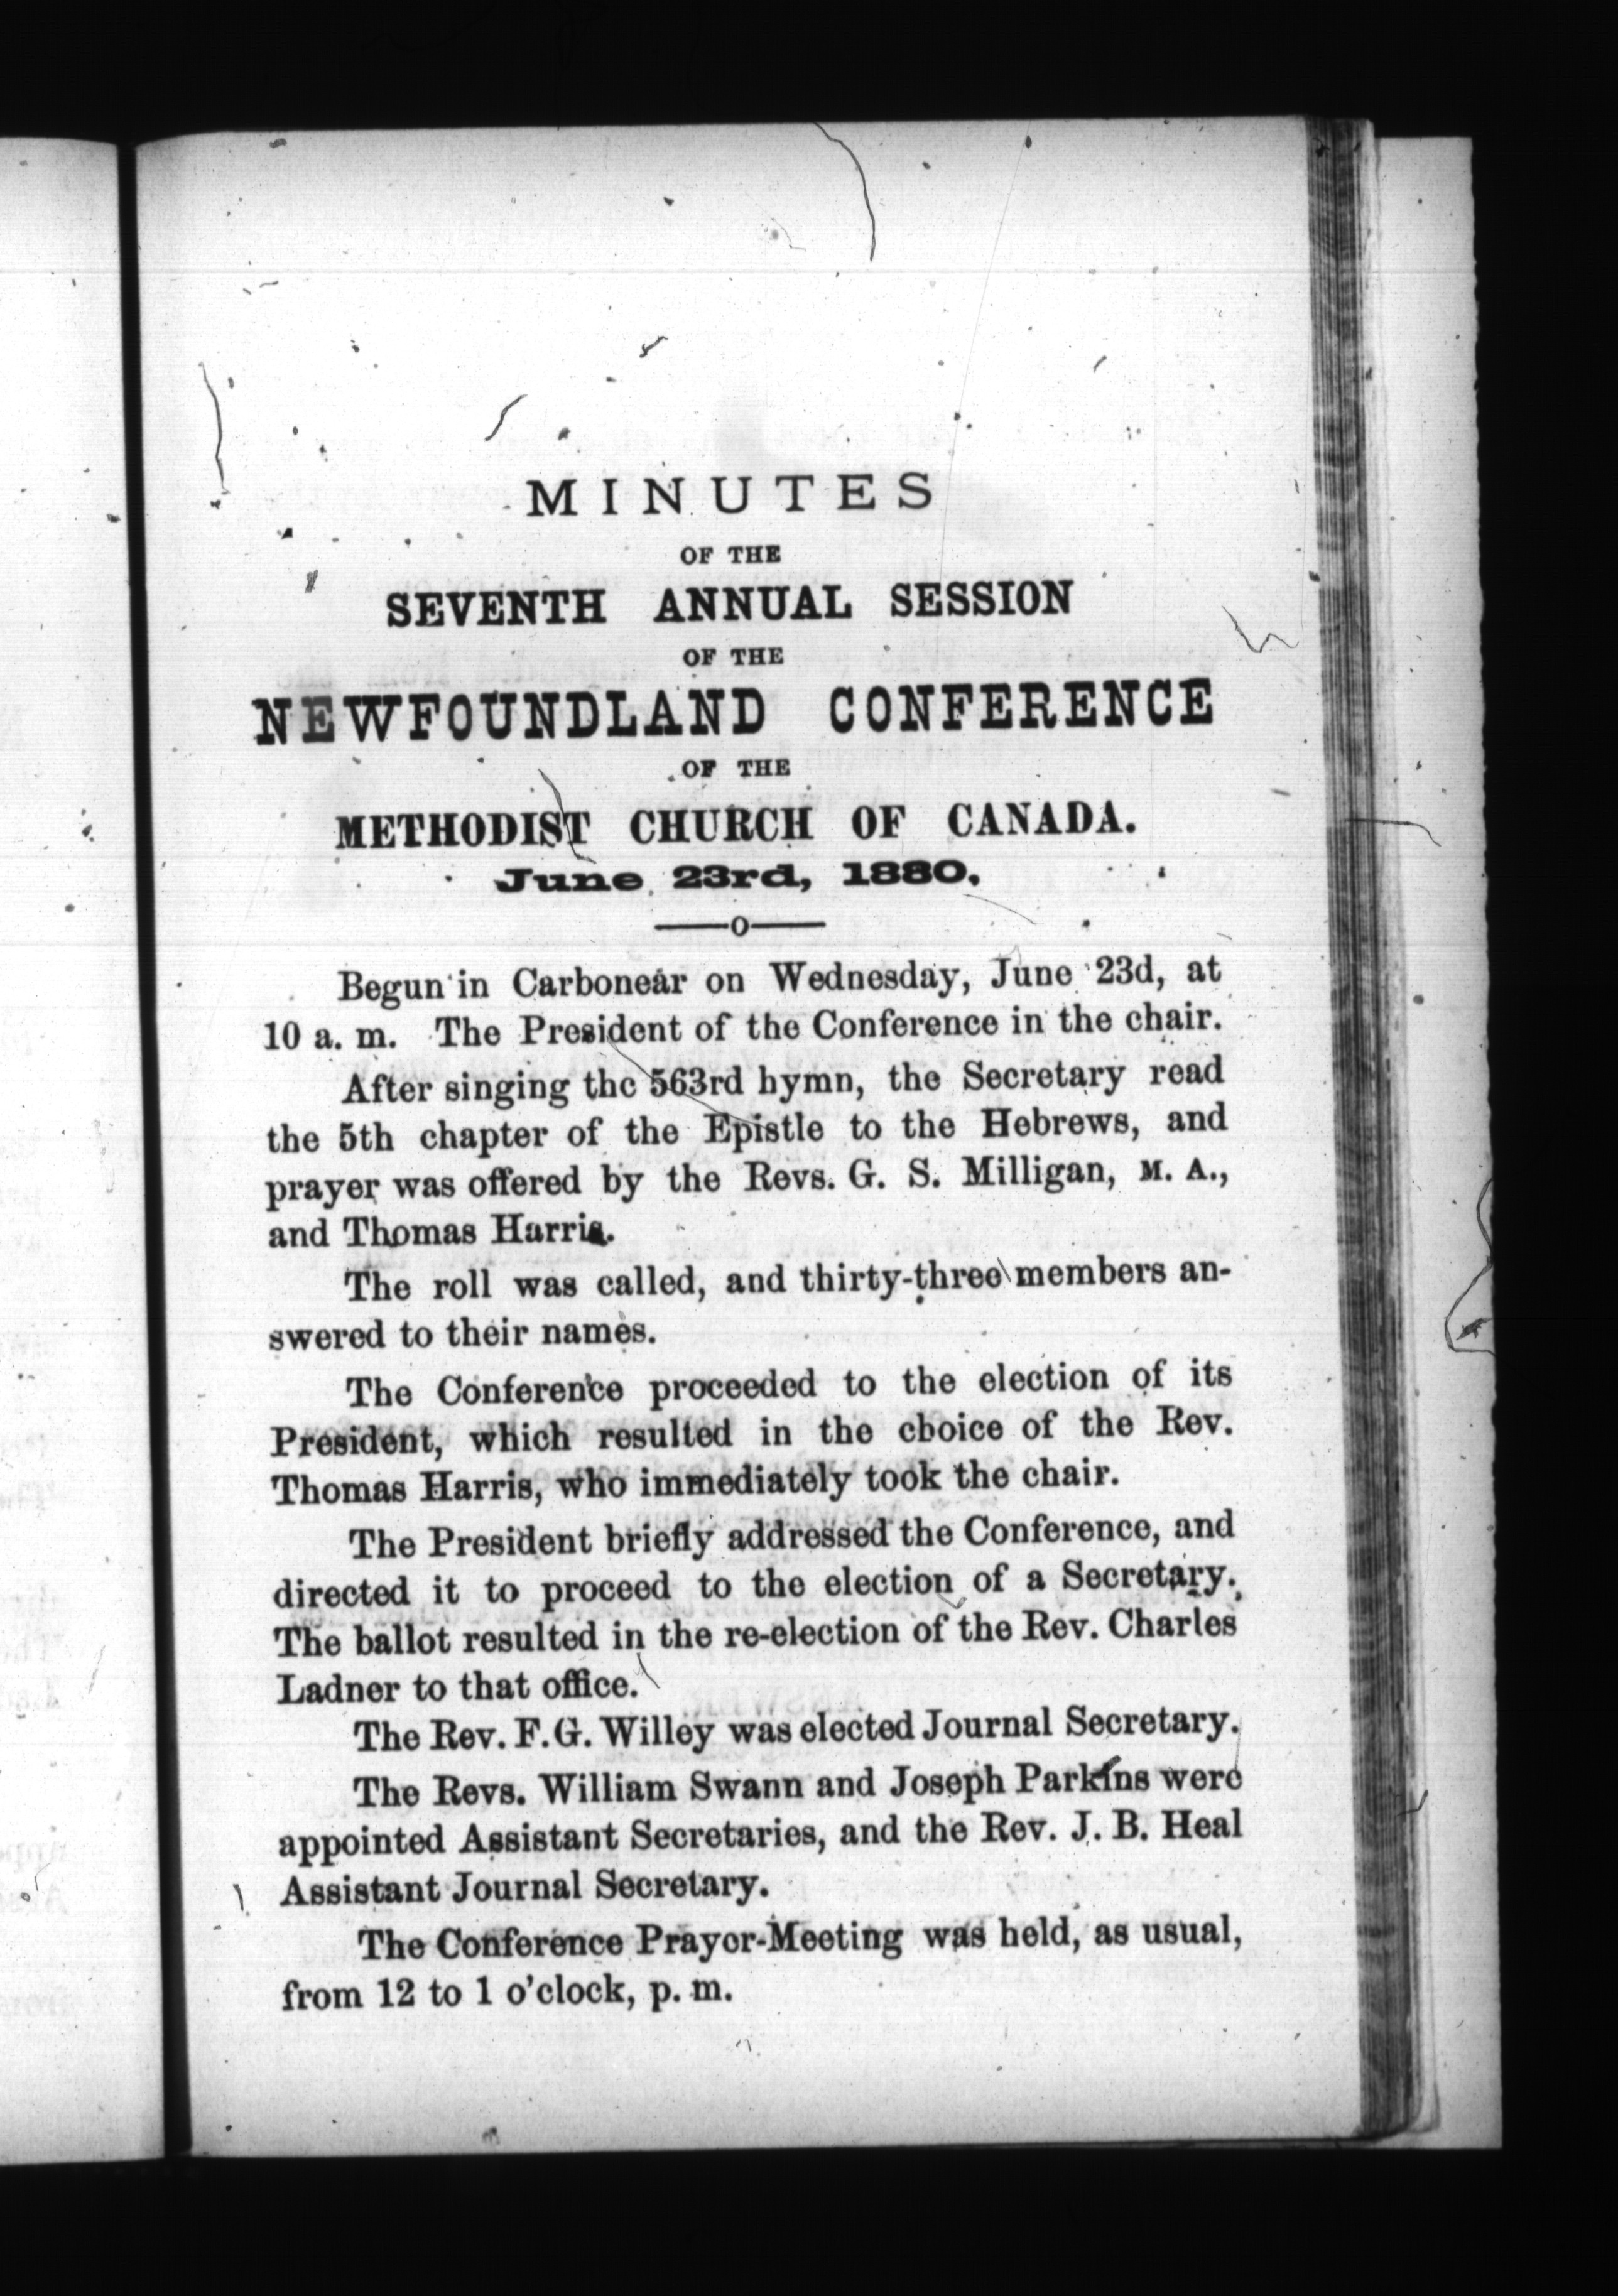 MINUTES
OF THE
SEVENTH ANNUAL SESSION
OF THE
NEWFOUNDLAND CONFERENCE
OF THE
METHODIST CHURCH OF CANADA.
June 23rd, 1880.
——o——
Begun in Carbonear on Wednesday, June 23d, at
10 a. m. The President of the Conference in the chair.
After singing the 563rd hymn, the Secretary read
the 5th chapter of the Epistle to the Hebrews, and
prayer was offered by the Revs. G. S. Milligan, M. A.,
and Thomas Harris.
The roll was called, and thirty-three members an-
swered to their names.
The Conference proceeded to the election of its
President, which resulted in the choice of the Rev.
Thomas Harris, who immediately took the chair.
The President briefly addressed the Conference, and
directed it to proceed to the election of a Secretary.
The ballot resulted in the re-election of the Rev. Charles
Ladner to that office.
The Rev. F. G. Willey was elected Journal Secretary.
The Revs. William Swann and Joseph Parkins were
appointed Assistant Secretaries, and the Rev. J. B. Heal
Assistant Journal Secretary.
The Conference Prayer-Meeting was held, as usual,
from 12 to 1 o'clock, p. m.